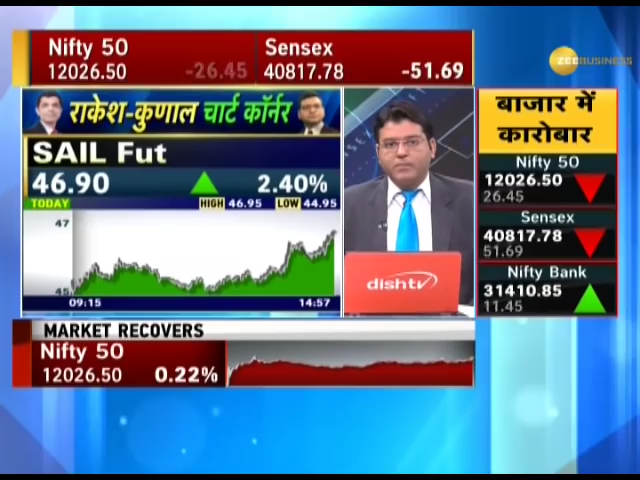 Nifty 50
12026.50 -26.45
Sensex
40817.78 -51.69
ZEEBUSINESS
राकेश-कुणाल चार्ट कॉर्नर
SAIL Fut
46.90 2.40%
TODAY HIGH 46.95 LOW 44.95
47
45
09:15 14:57
dishtv
बाजार में
कारोबार
Nifty 50
12026.50
26.45
Sensex
40817.78
51.69
Nifty Bank
31410.85
11.45
MARKET RECOVERS
Nifty 50
12026.50 0.22%